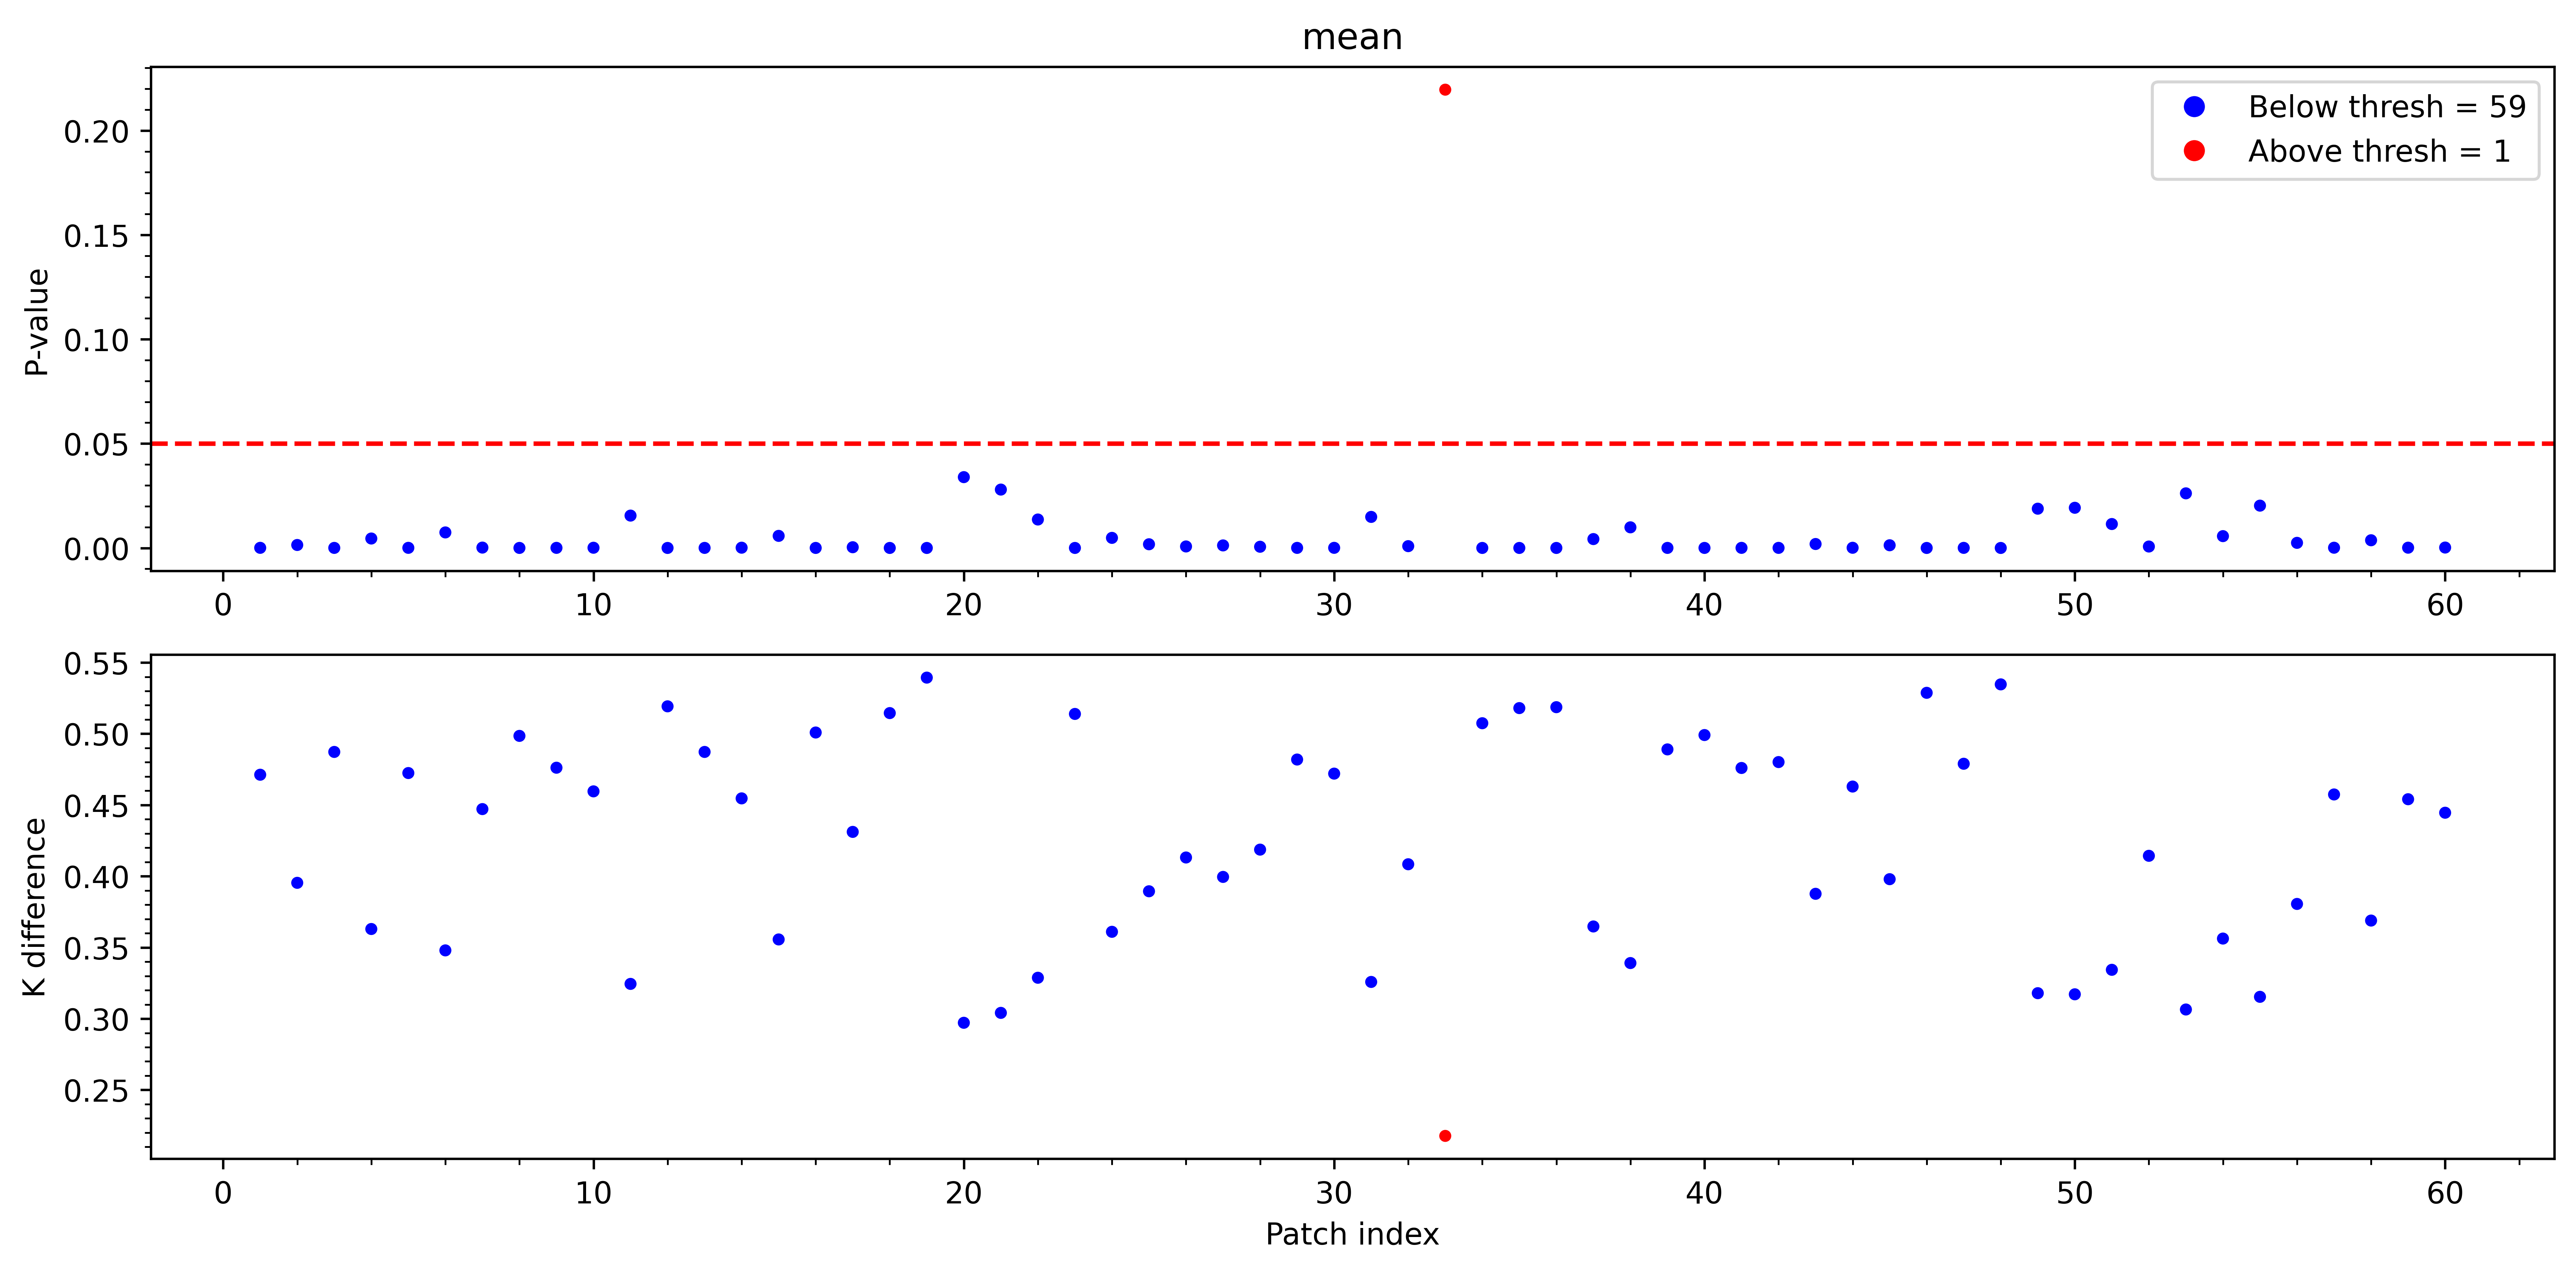 mean
P-value
0.20
0.15
0.10
0.05
0.00
Below thresh = 59
Above thresh = 1
0 10 20 30 40 50 60
K difference
0.55
0.50
0.45
0.40
0.35
0.30
0.25
0 10 20 30 40 50 60
Patch index